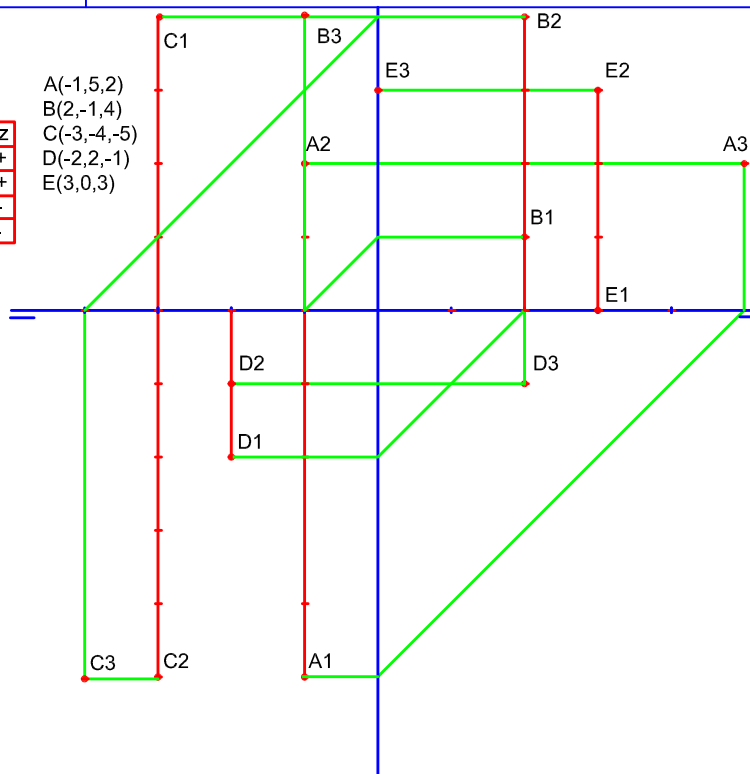 C1
B3
B2
A(-1,5,2)
B(2,-1,4)
C(-3,-4,-5)
D(-2,2,-1)
E(3,0,3)
z
+
+
-
-
E3
E2
A2
A3
B1
E1
D2
D3
D1
C3
C2
A1